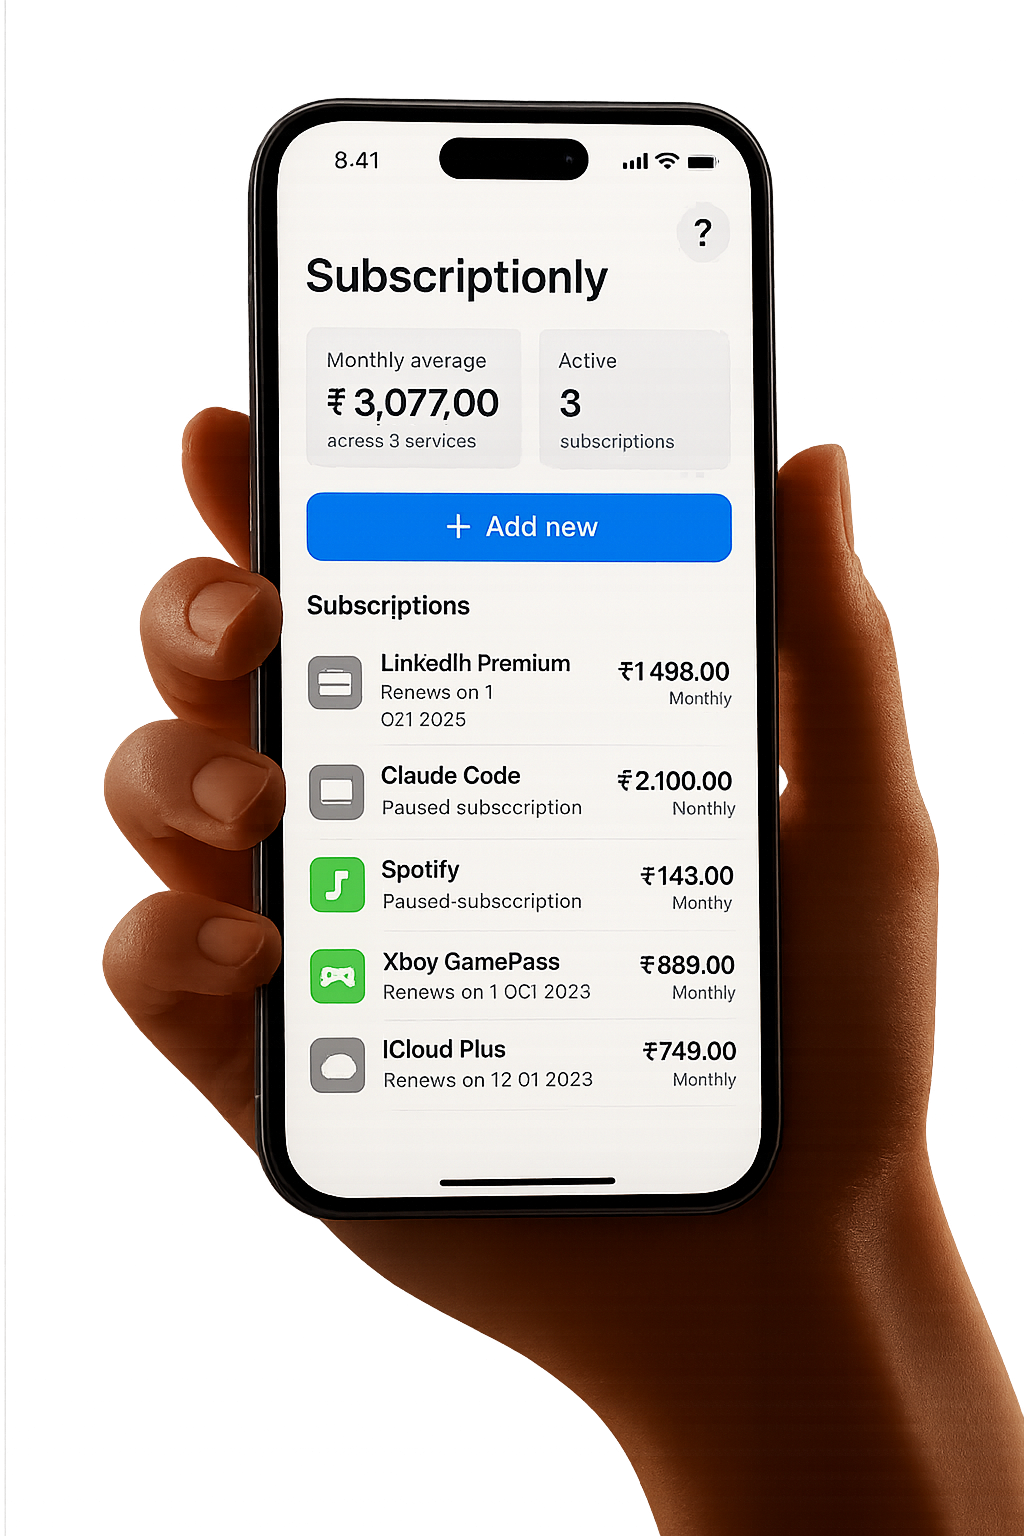 8.41
?
Subscriptionly
Monthly average
₹ 3,077,00
acress 3 services
Active
3
subscriptions
+ Add new
Subscriptions
Linkedlh Premium
Renews on 1
O21 2025
₹1 498.00
Monthly
Claude Code
Paused subsccription
₹2.100.00
Nonthly
Spotify
Paused-subsccription
₹143.00
Monthy
Xboy GamePass
Renews on 1 OC1 2023
₹889.00
Monthly
ICloud Plus
Renews on 12 01 2023
₹749.00
Monthly